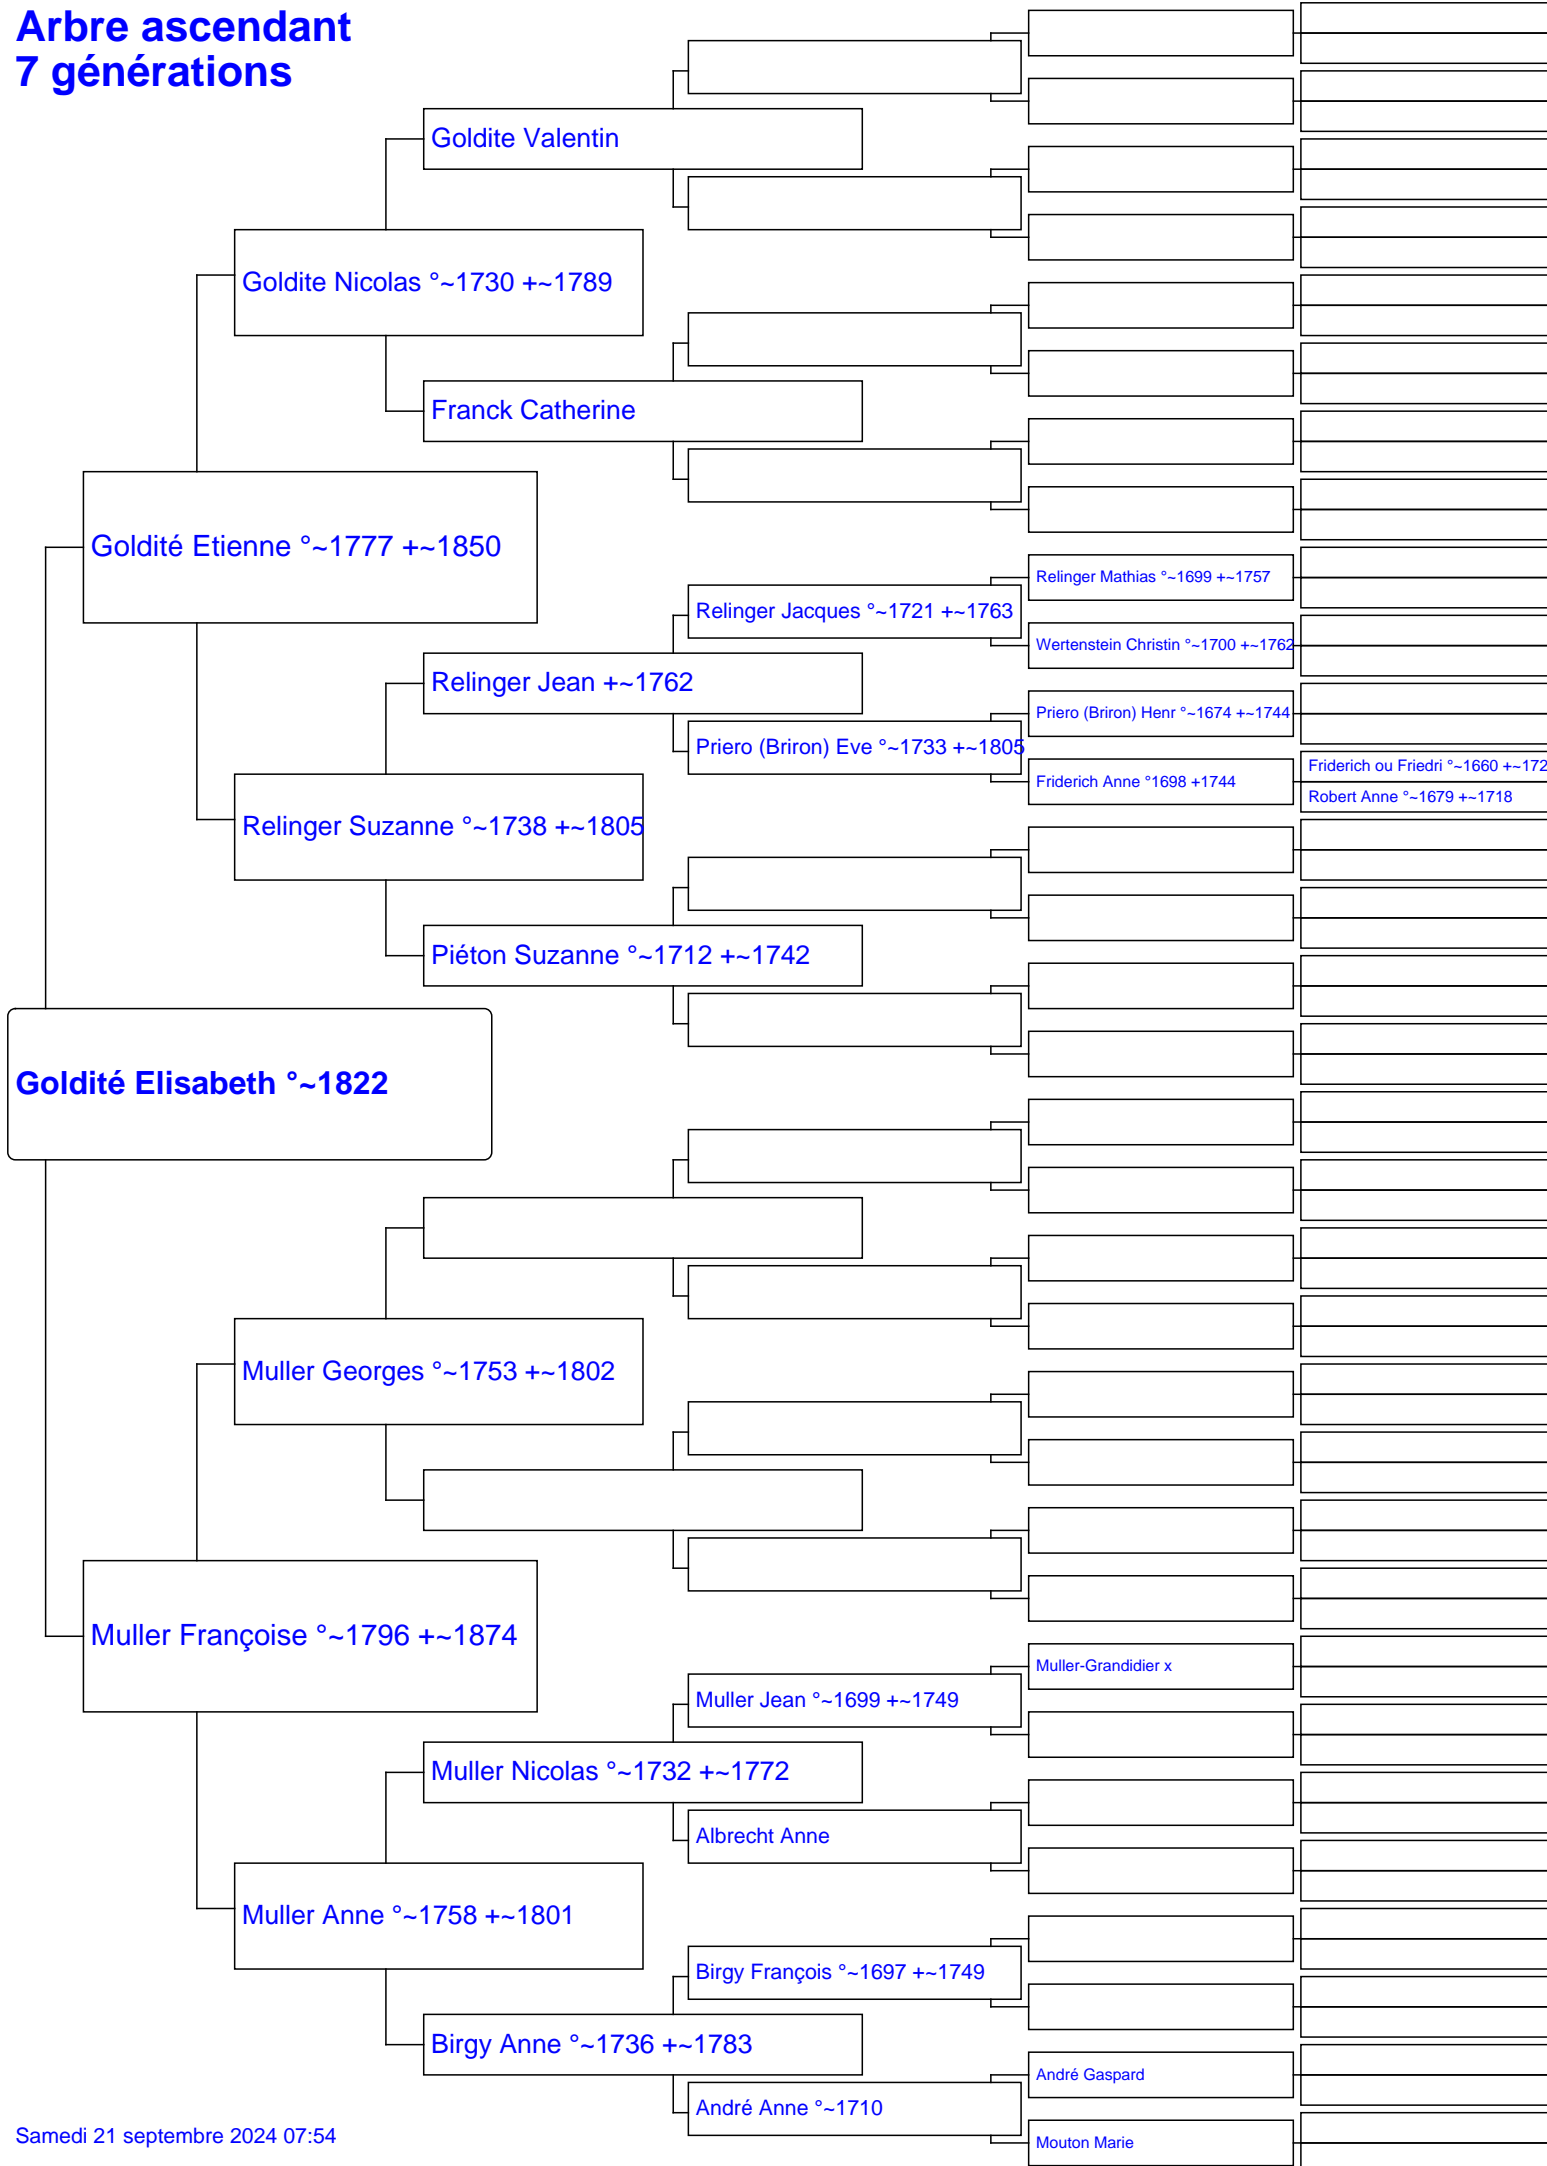 Arbre ascendant
7 générations
Goldite Valentin
Goldite Nicolas °~1730 +~1789
Franck Catherine
Goldité Etienne °~1777 +~1850
Relinger Mathias °~1699 +~1757
Relinger Jacques °~1721 +~1763
Wertenstein Christin °~1700 +~1762
Relinger Jean +~1762
Priero (Briron) Henr °~1674 +~1744
Priero (Briron) Eve °~1733 +~1805
Friderich ou Friedri °~1660 +~172
Friderich Anne °1698 +1744
Robert Anne °~1679 +~1718
Relinger Suzanne °~1738 +~1805
Piéton Suzanne °~1712 +~1742
Goldité Elisabeth °~1822
Muller Georges °~1753 +~1802
Muller Françoise °~1796 +~1874
Muller-Grandidier x
Muller Jean °~1699 +~1749
Muller Nicolas °~1732 +~1772
Albrecht Anne
Muller Anne °~1758 +~1801
Birgy François °~1697 +~1749
Birgy Anne °~1736 +~1783
André Gaspard
André Anne °~1710
Mouton Marie
Samedi 21 septembre 2024 07:54